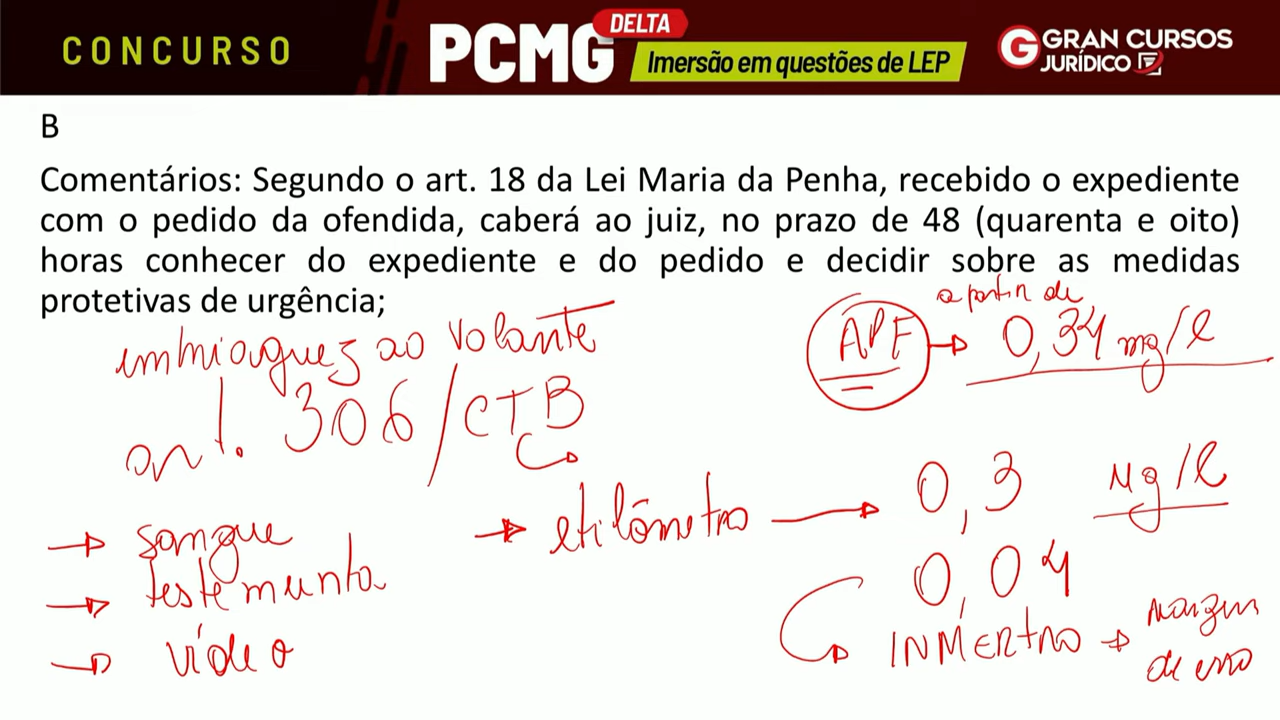 CONCURSO
PCMG
DELTA
Imersão em questões de LEP
GRAN CURSOS
JURÍDICO
B
Comentários: Segundo o art. 18 da Lei Maria da Penha, recebido o expediente
com o pedido da ofendida, caberá ao juiz, no prazo de 48 (quarenta e oito)
horas conhecer do expediente e do pedido e decidir sobre as medidas
protetivas de urgência;
embriaguez ao volante
art. 306/CTB
→ sangue
→ testemunha
→ vídeo
→ etilômetro →
APF →
a partir de
0,34 mg/l
0,3 mg/l
0,04
INMERTRO → margem
de erro